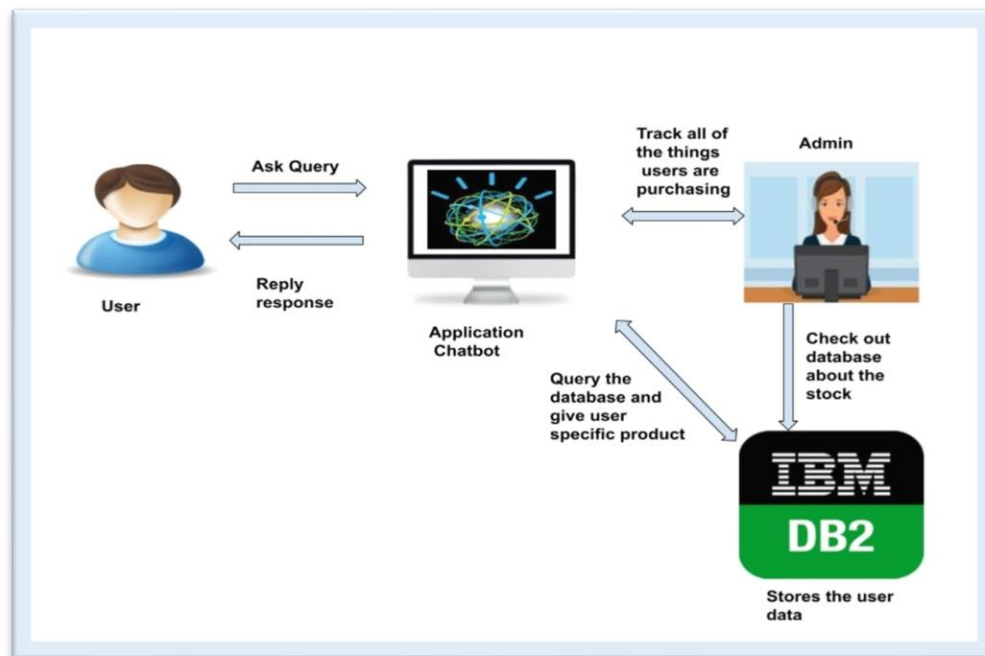 Ask Query
Reply
response
User
Application
Chatbot
Track all of
the things
users are
purchasing
Admin
Query the
database and
give user
specific product
Check out
database
about the
stock
IBM
DB2
Stores the user
data